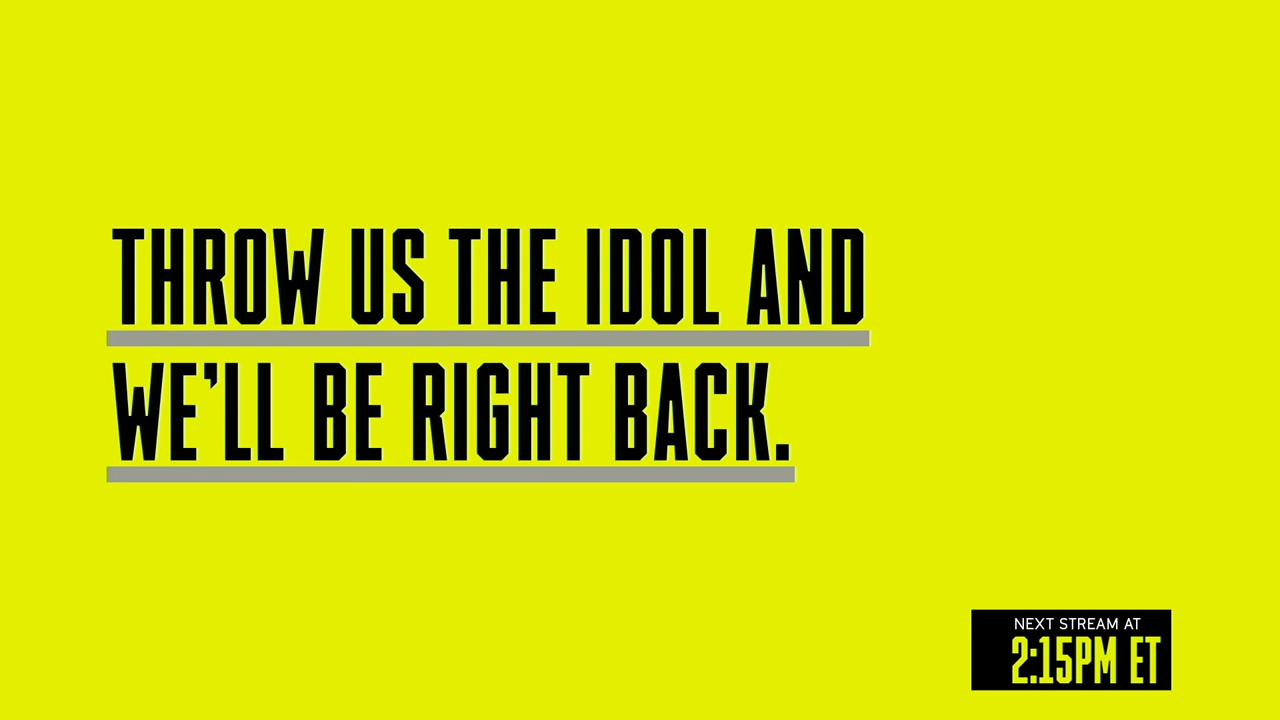 THROW US THE IDOL AND
WE'LL BE RIGHT BACK.
NEXT STREAM AT
2:15PM ET